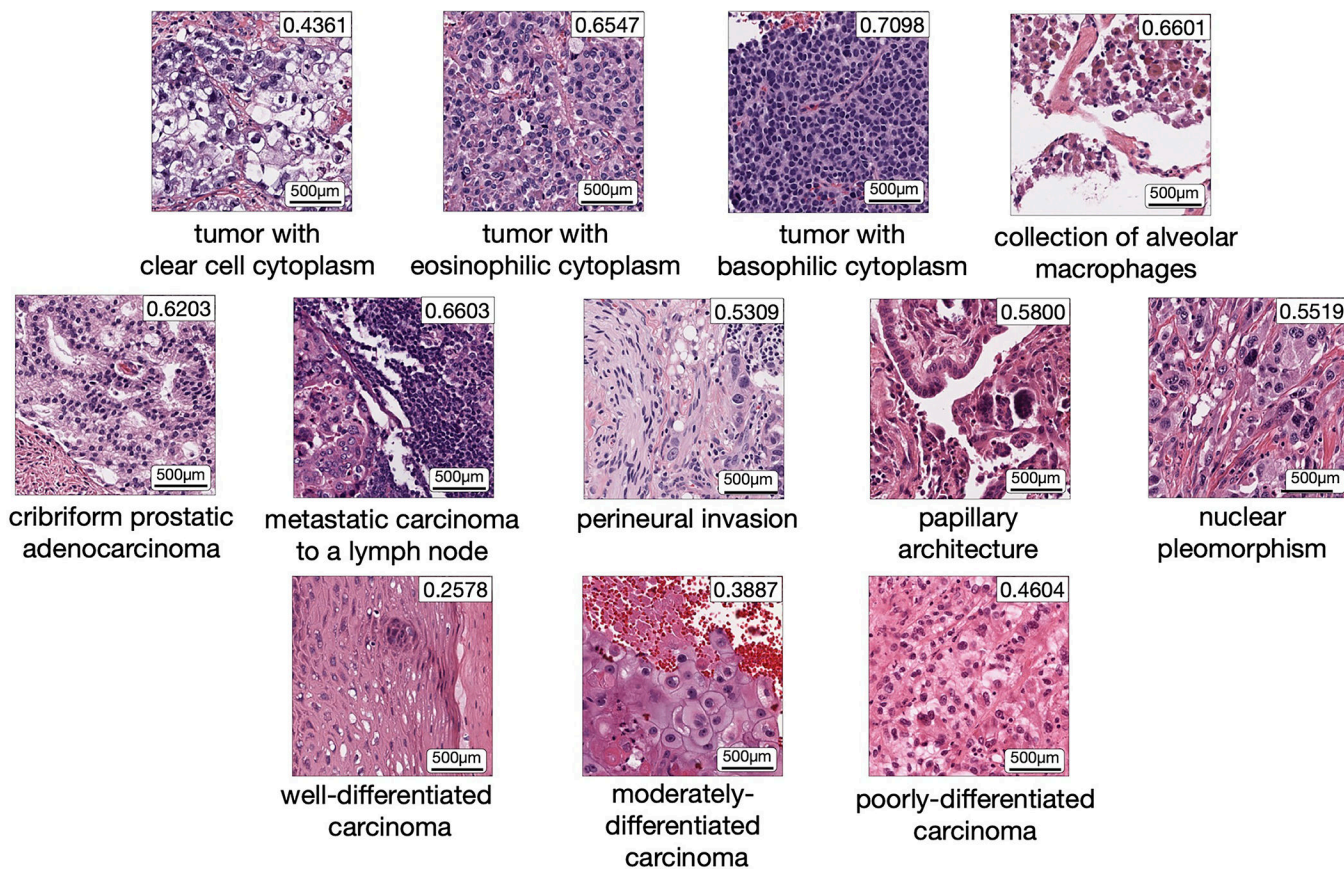 0.4361
500µm
tumor with
clear cell cytoplasm
0.6547
500µm
tumor with
eosinophilic cytoplasm
0.7098
500µm
tumor with
basophilic cytoplasm
0.6601
500µm
collection of alveolar
macrophages
0.6203
500µm
cribriform prostatic
adenocarcinoma
0.6603
500µm
metastatic carcinoma
to a lymph node
0.5309
500µm
perineural invasion
0.5800
500µm
papillary
architecture
0.5519
500µm
nuclear
pleomorphism
0.2578
500µm
well-differentiated
carcinoma
0.3887
500µm
moderately-
differentiated
carcinoma
0.4604
500µm
poorly-differentiated
carcinoma